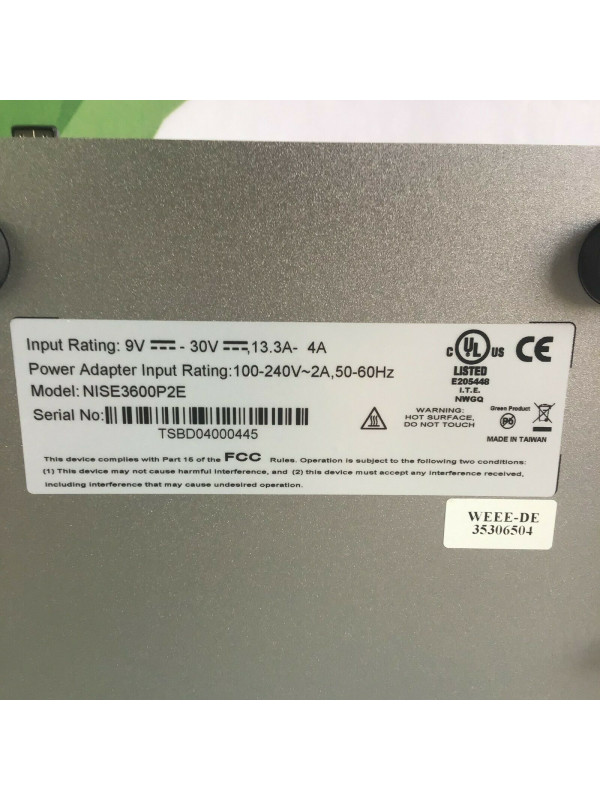 Input Rating: 9V ⎓ - 30V ⎓,13.3A- 4A
Power Adapter Input Rating:100-240V~2A,50-60Hz
Model: NISE3600P2E
Serial No:
TSBD04000445
C UL US CE
LISTED
E205448
I.T.E.
NWGQ
WARNING:
HOT SURFACE,
DO NOT TOUCH
Green Product
Pb
MADE IN TAIWAN
This device complies with Part 15 of the FCC Rules. Operation is subject to the following two conditions:
(1) This device may not cause harmful interference, and (2) this device must accept any interference received,
including interference that may cause undesired operation.
WEEE-DE
35306504